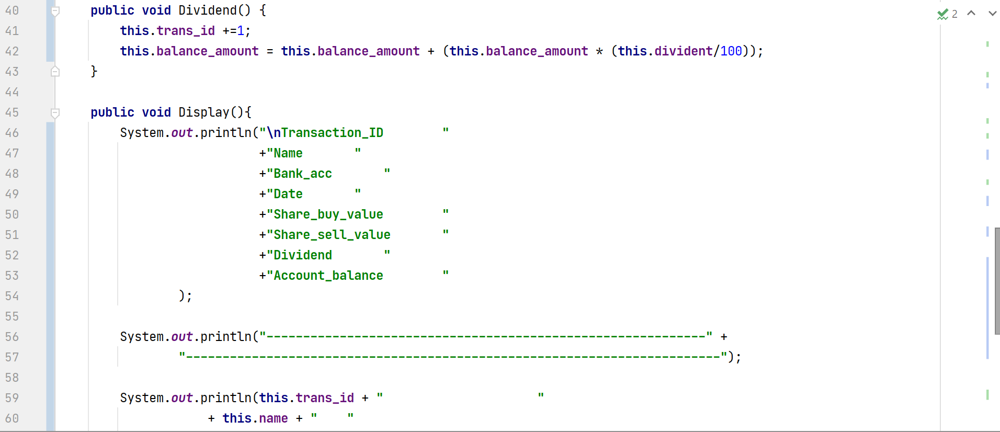 40 public void Dividend() {
41 this.trans_id +=1;
42 this.balance_amount = this.balance_amount + (this.balance_amount * (this.divident/100));
43 }
44
45 public void Display(){
46 System.out.println("\nTransaction_ID        "
47 +"Name       "
48 +"Bank_acc       "
49 +"Date       "
50 +"Share_buy_value        "
51 +"Share_sell_value       "
52 +"Dividend       "
53 +"Account_balance        "
54 );
55
56 System.out.println("------------------------------------------------------------" +
57 "-------------------------------------------------------------------------");
58
59 System.out.println(this.trans_id + "                     "
60 + this.name + "    "
2